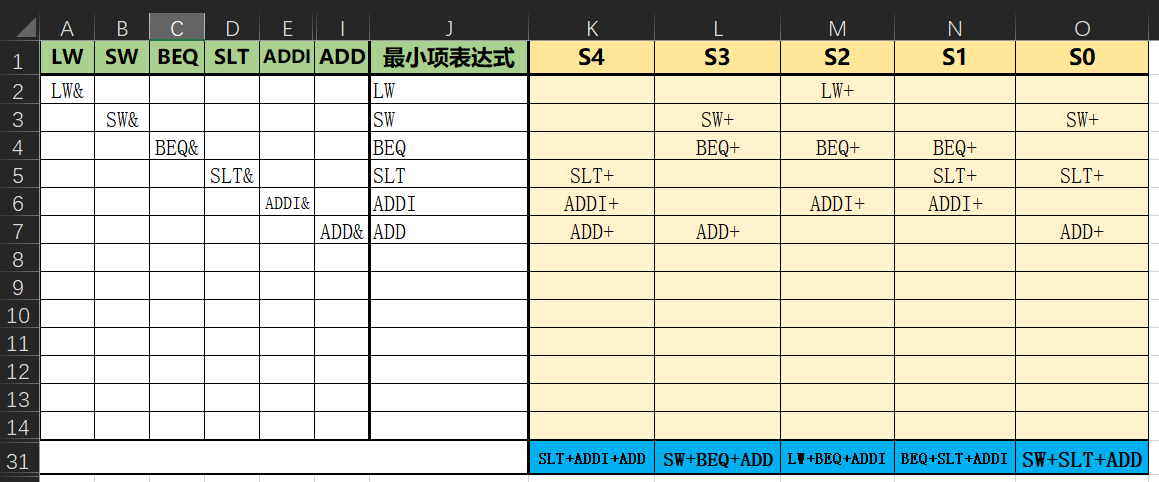 A B C D E I J K L M N O
1 LW SW BEQ SLT ADDI ADD 最小项表达式 S4 S3 S2 S1 S0
2 LW& LW LW+
3 SW& SW SW+ SW+
4 BEQ& BEQ BEQ+ BEQ+ BEQ+
5 SLT& SLT SLT+ SLT+ SLT+
6 ADDI& ADDI ADDI+ ADDI+ ADDI+
7 ADD& ADD ADD+ ADD+ ADD+
8
9
10
11
12
13
14
31 SLT+ADDI+ADD SW+BEQ+ADD LW+BEQ+ADDI BEQ+SLT+ADDI SW+SLT+ADD